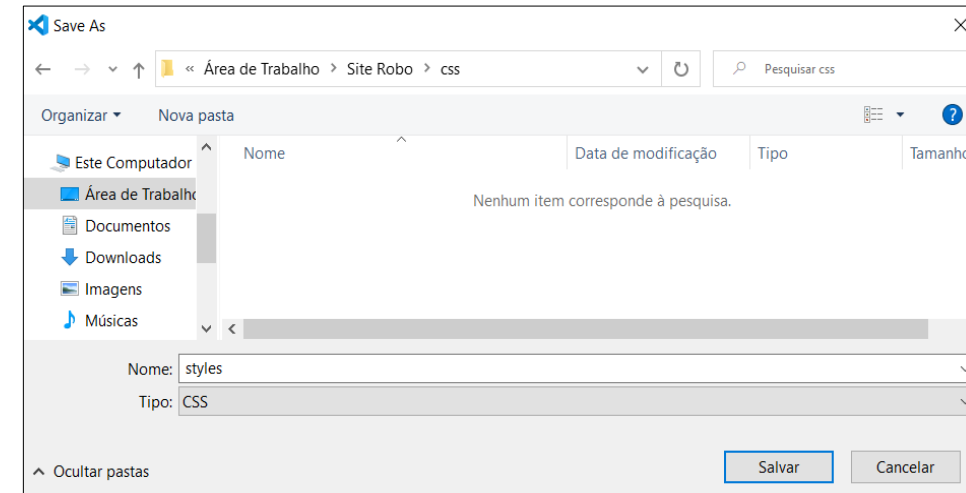 Save As
« Área de Trabalho > Site Robo > css
Pesquisar css
Organizar
Nova pasta
?
Este Computador
Nome
Data de modificação
Tipo
Tamanho
Área de Trabalho
Nenhum item corresponde à pesquisa.
Documentos
Downloads
Imagens
Músicas
Nome: styles
Tipo: CSS
Ocultar pastas
Salvar
Cancelar